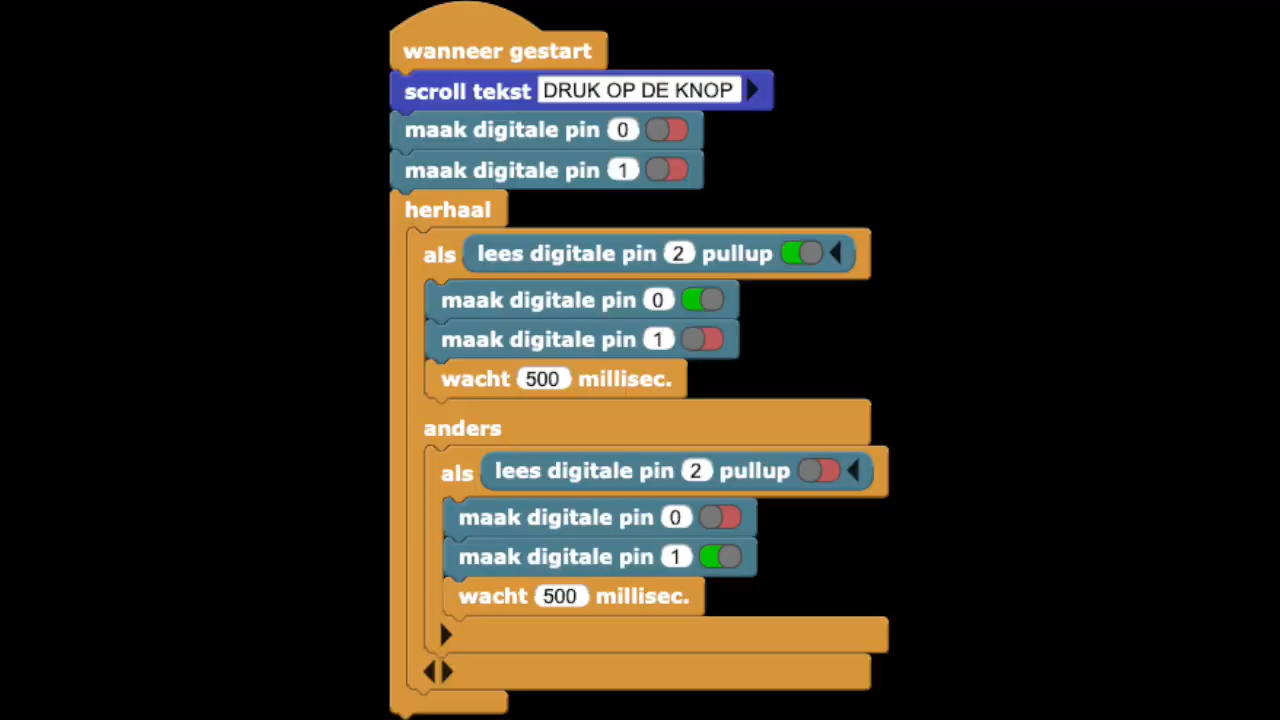 wanneer gestart
scroll tekst DRUK OP DE KNOP
maak digitale pin 0
maak digitale pin 1
herhaal
als lees digitale pin 2 pullup
maak digitale pin 0
maak digitale pin 1
wacht 500 millisec.
anders
als lees digitale pin 2 pullup
maak digitale pin 0
maak digitale pin 1
wacht 500 millisec.